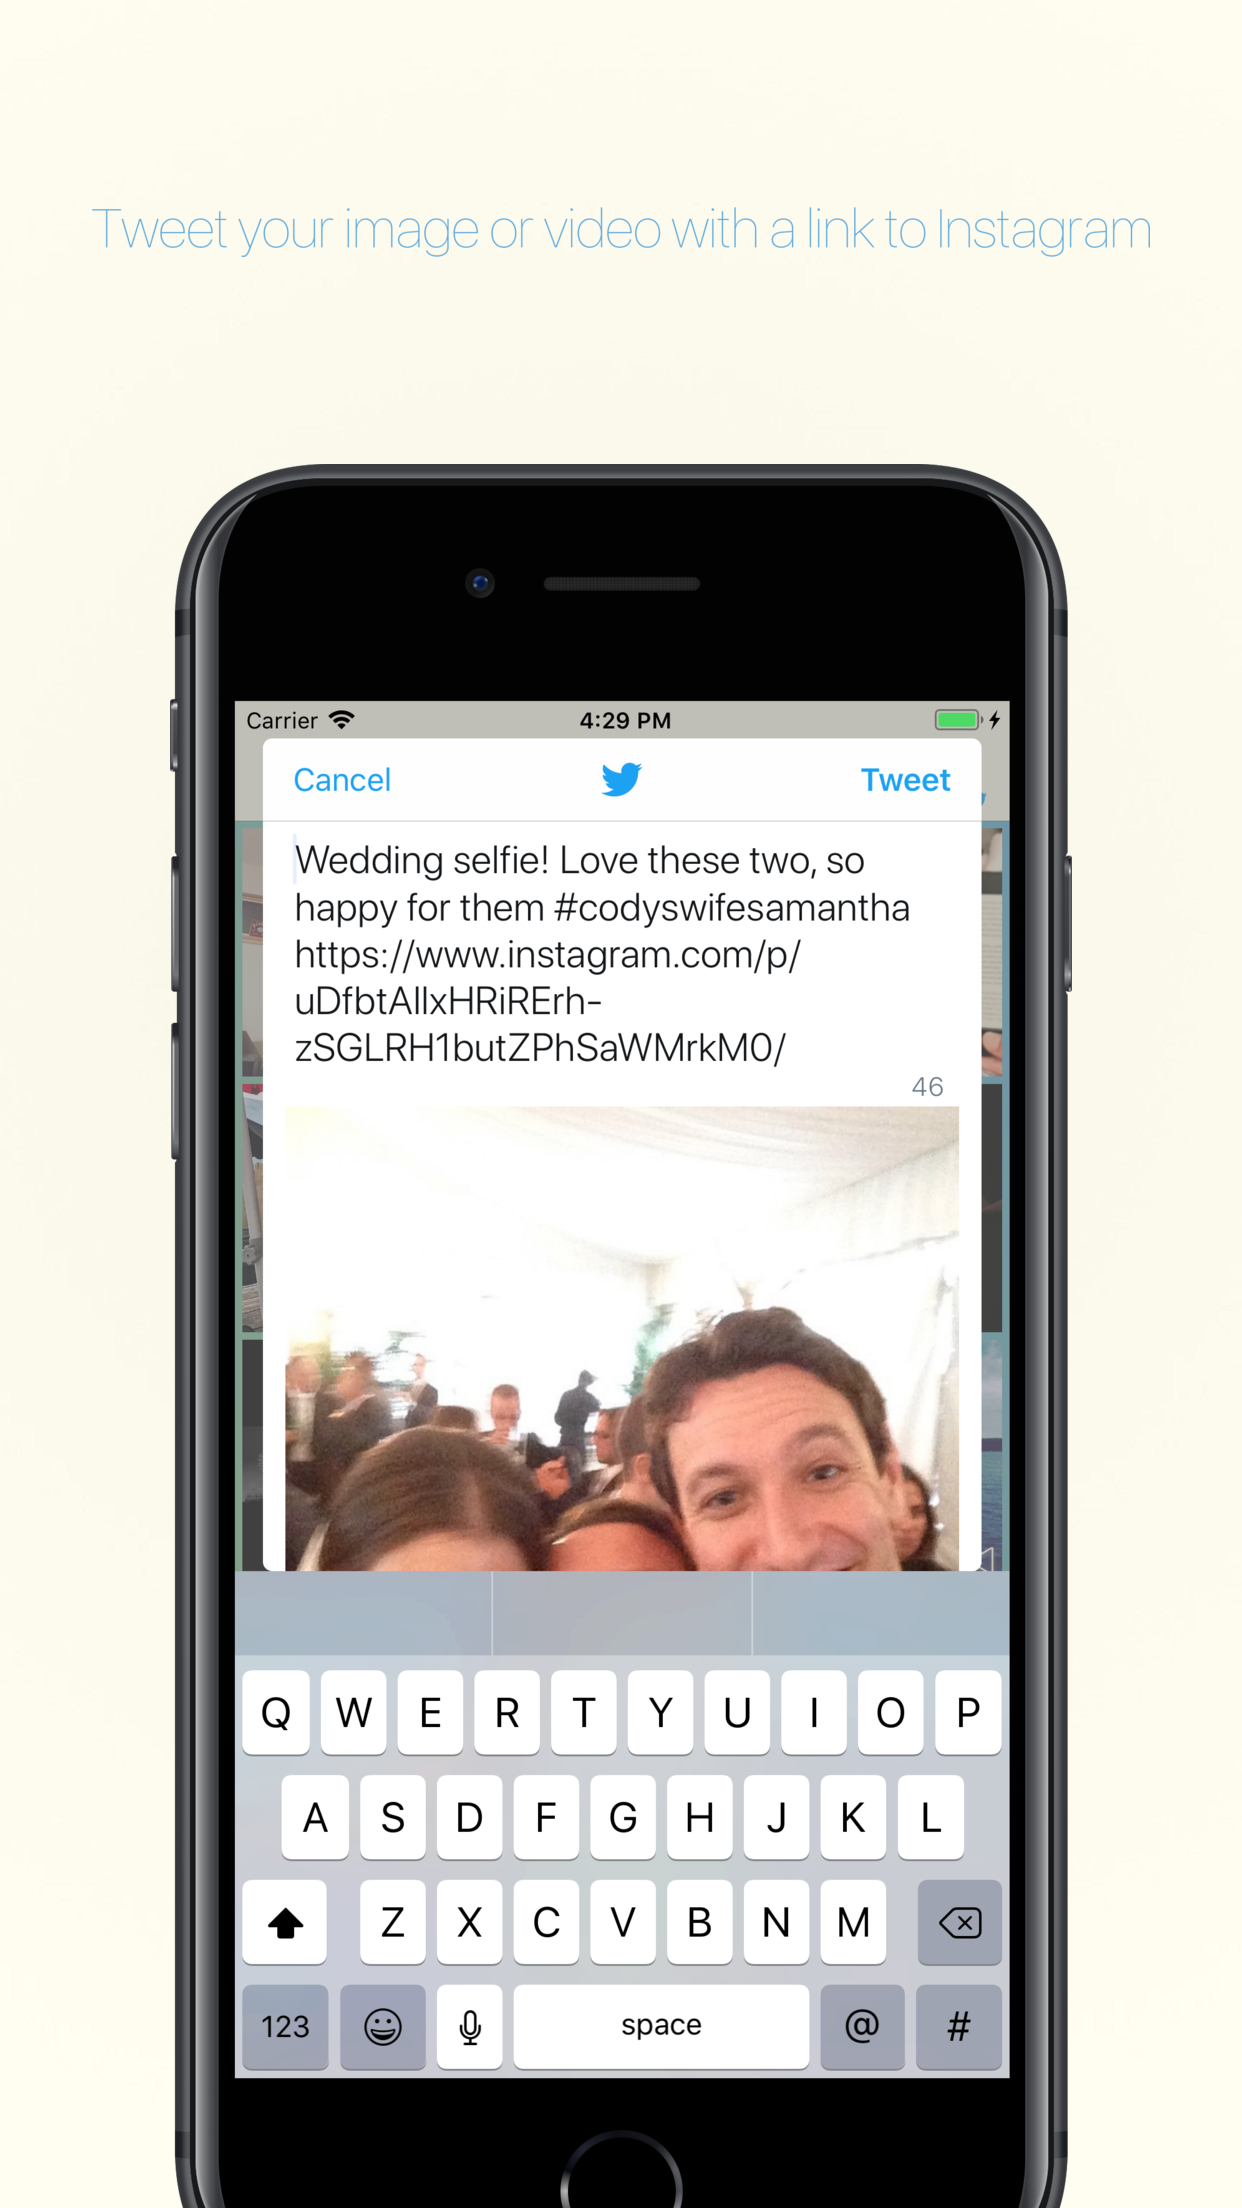 Tweet your image or video with a link to Instagram
Carrier 4:29 PM
Cancel Tweet
Wedding selfie! Love these two, so
happy for them #codyswifesamantha
https://www.instagram.com/p/
uDfbtAllxHRiRErh-
zSGLRH1butZPhSaWMrkM0/
46
Q W E R T Y U I O P
A S D F G H J K L
Z X C V B N M
123 space @ #